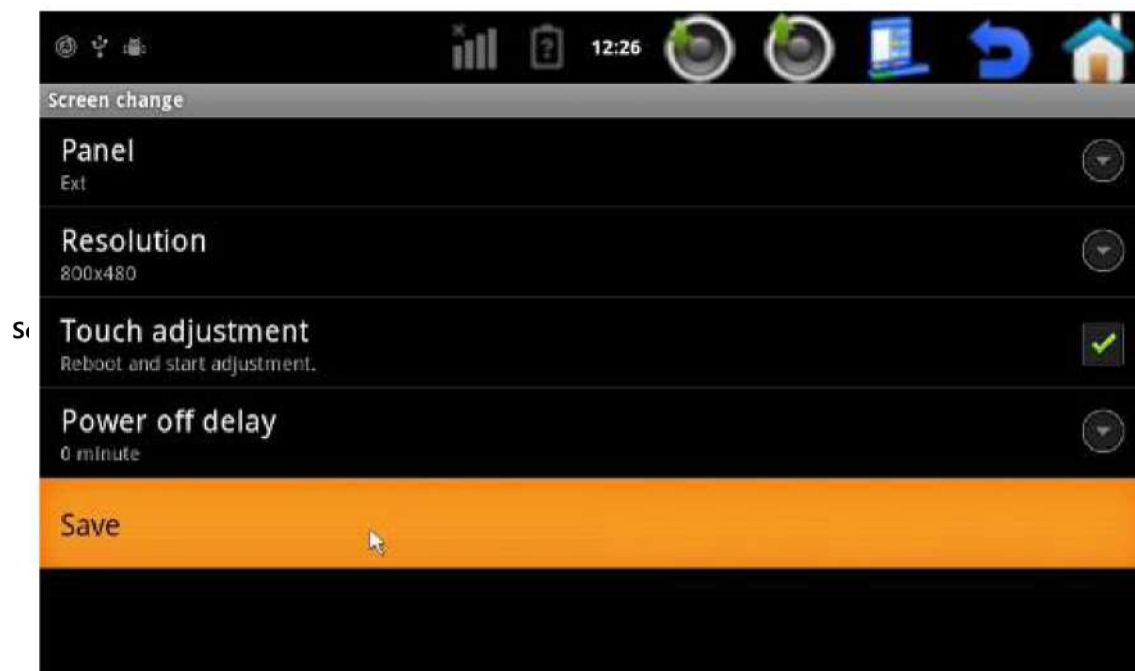 12:26
Screen change
Panel
Ext
Resolution
800x480
Touch adjustment
Reboot and start adjustment.
Power off delay
0 minute
Save